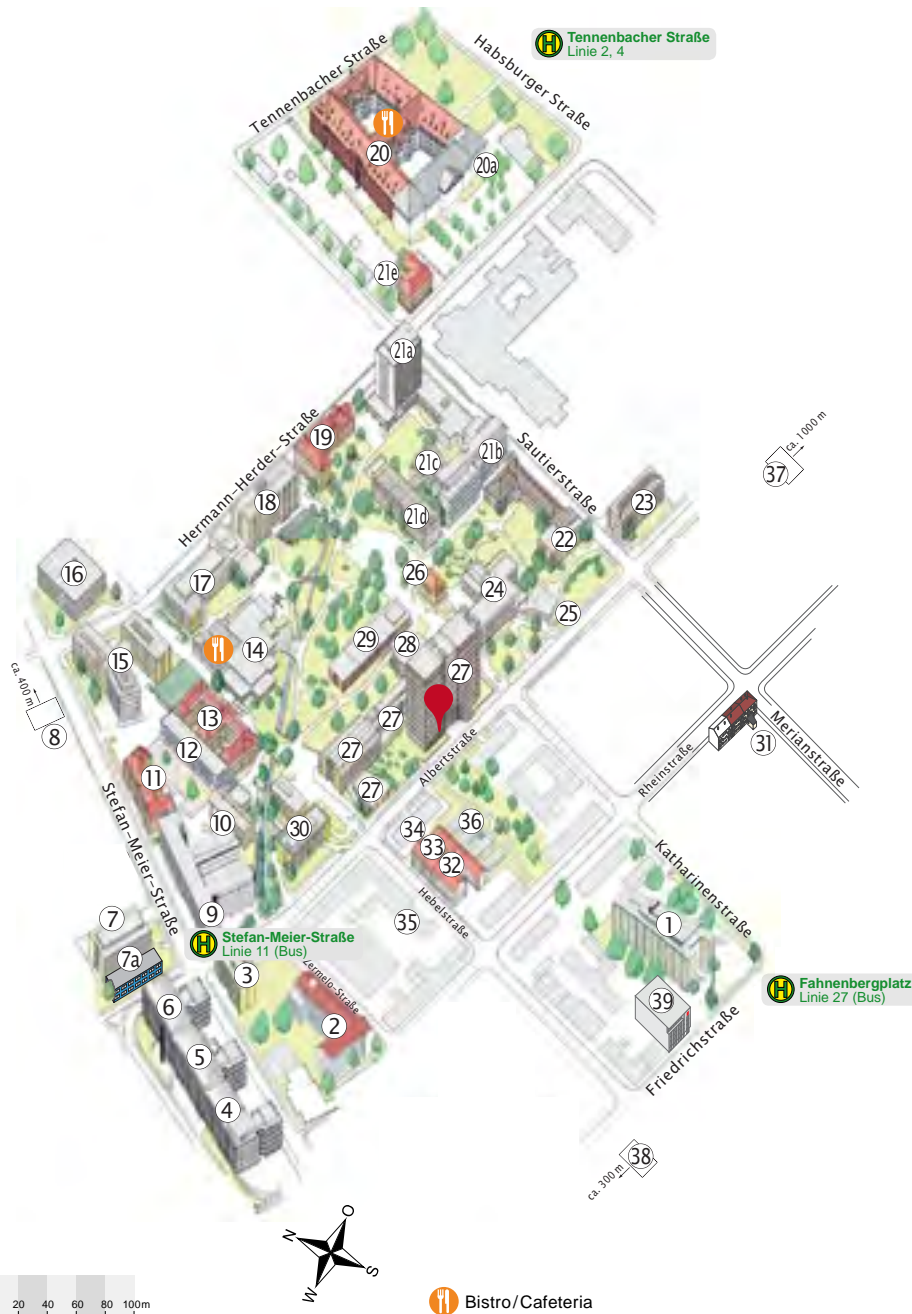 H
Tennenbacher Straße
Linie 2, 4
Habsburger Straße
Tennenbacher Straße
20
20a
21e
21a
Hermann-Herder-Straße
19
21c
21b
Sautierstraße
ca. 1000 m
37
18
21d
23
22
16
17
26
24
25
29
28
14
15
27
ca. 400 m
8
13
27
12
27
27
Albertstraße
Rheinstraße
31
Merianstraße
11
Stefan-Meier-Straße
10
30
34
36
33
32
Katharinenstraße
1
9
Hebelstraße
35
7
H
Stefan-Meier-Straße
Linie 11 (Bus)
7a
3
Zermelo-Straße
6
2
39
H
Fahnenbergplatz
Linie 27 (Bus)
5
Friedrichstraße
4
38
ca. 300 m
N
O
W
S
20 40 60 80 100m
Bistro/Cafeteria